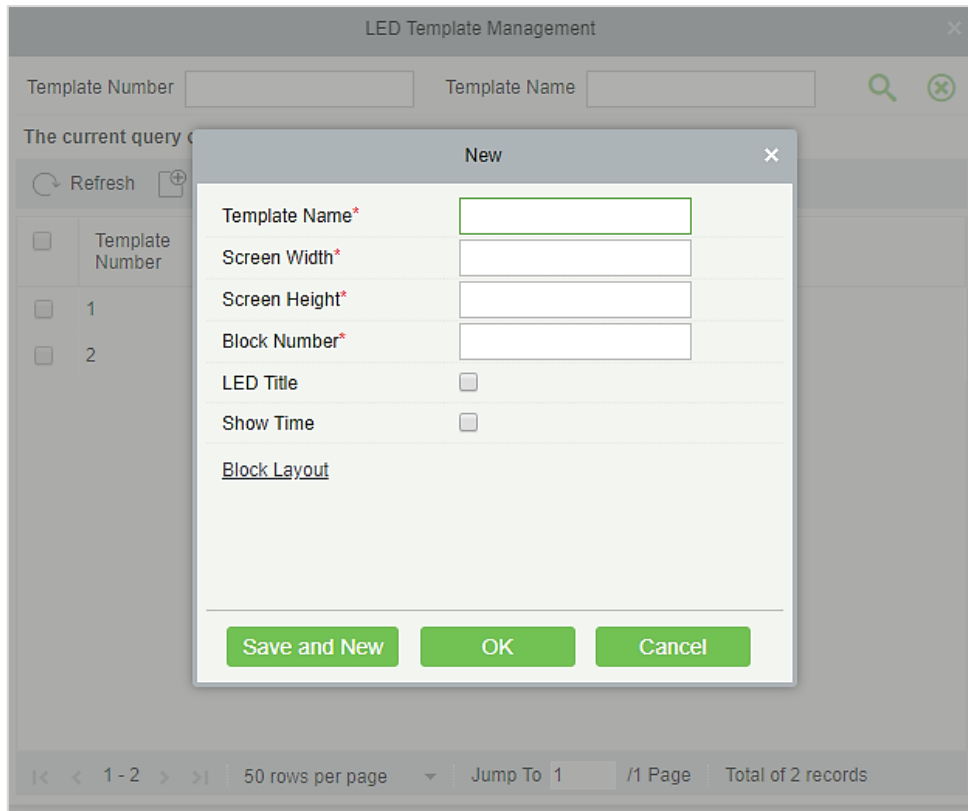 LED Template Management
Template Number
Template Name
The current query
New
Refresh
Template Name*
Screen Width*
Screen Height*
Block Number*
LED Title
Show Time
Block Layout
Template
Number
1
2
Save and New OK Cancel
1 - 2 50 rows per page Jump To 1 /1 Page Total of 2 records